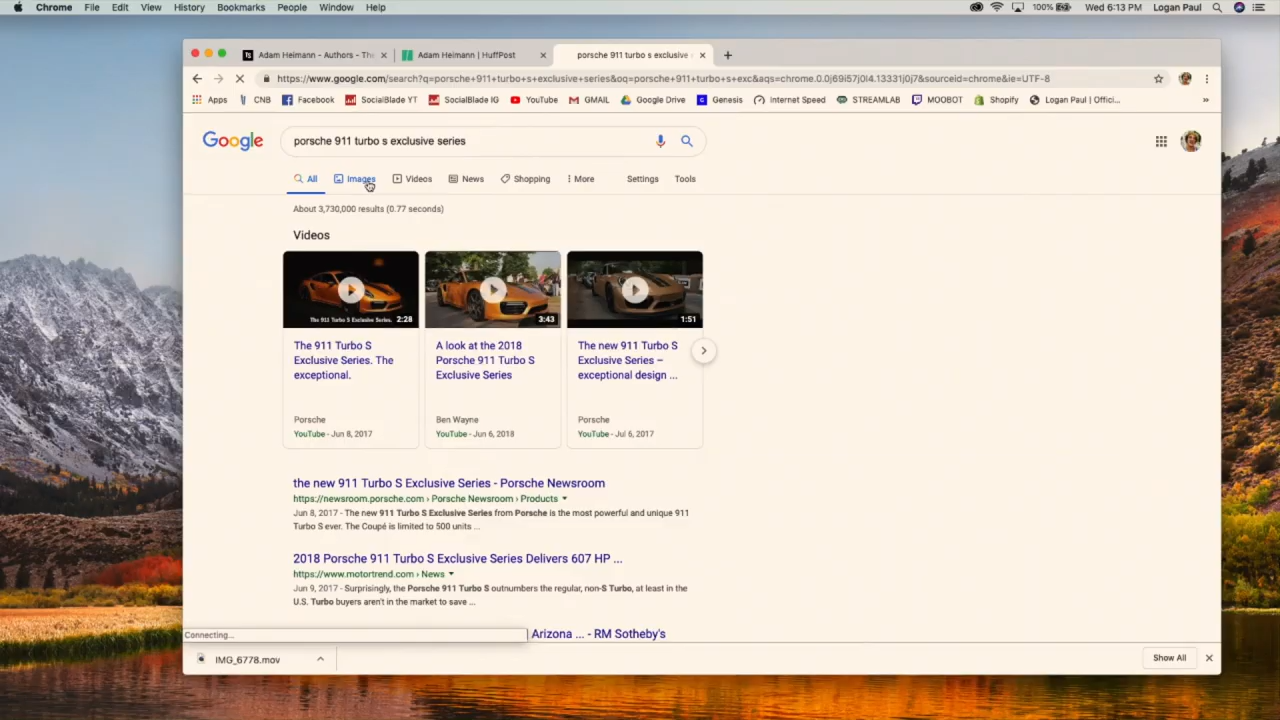 Chrome File Edit View History Bookmarks People Window Help 100% Wed 6:13 PM Logan Paul
Adam Heimann - Authors - The Adam Heimann | HuffPost porsche 911 turbo s exclusive
https://www.google.com/search?q=porsche+911+turbo+s+exclusive+series&oq=porsche+911+turbo+s+exc&aqs=chrome.0.0j69i57j0l4.13331j0j7&sourceid=chrome&ie=UTF-8
Apps CNB Facebook SocialBlade YT SocialBlade IG YouTube GMAIL Google Drive Genesis Internet Speed STREAMLAB MOOBOT Shopify Logan Paul | Offici... »
Google porsche 911 turbo s exclusive series
All Images Videos News Shopping More Settings Tools
About 3,730,000 results (0.77 seconds)
Videos
The 911 Turbo S Exclusive Series. 2:28 3:43 1:51
The 911 Turbo S
Exclusive Series. The
exceptional.
Porsche
YouTube - Jun 8, 2017
A look at the 2018
Porsche 911 Turbo S
Exclusive Series
Ben Wayne
YouTube - Jun 6, 2018
The new 911 Turbo S
Exclusive Series –
exceptional design ...
Porsche
YouTube - Jul 6, 2017
the new 911 Turbo S Exclusive Series - Porsche Newsroom
https://newsroom.porsche.com › Porsche Newsroom › Products
Jun 8, 2017 - The new 911 Turbo S Exclusive Series from Porsche is the most powerful and unique 911
Turbo S ever. The Coupé is limited to 500 units ...
2018 Porsche 911 Turbo S Exclusive Series Delivers 607 HP ...
https://www.motortrend.com › News
Jun 9, 2017 - Surprisingly, the Porsche 911 Turbo S outnumbers the regular, non-S Turbo, at least in the
U.S. Turbo buyers aren't in the market to save ...
Connecting... Arizona ... - RM Sotheby's
IMG_6778.mov Show All